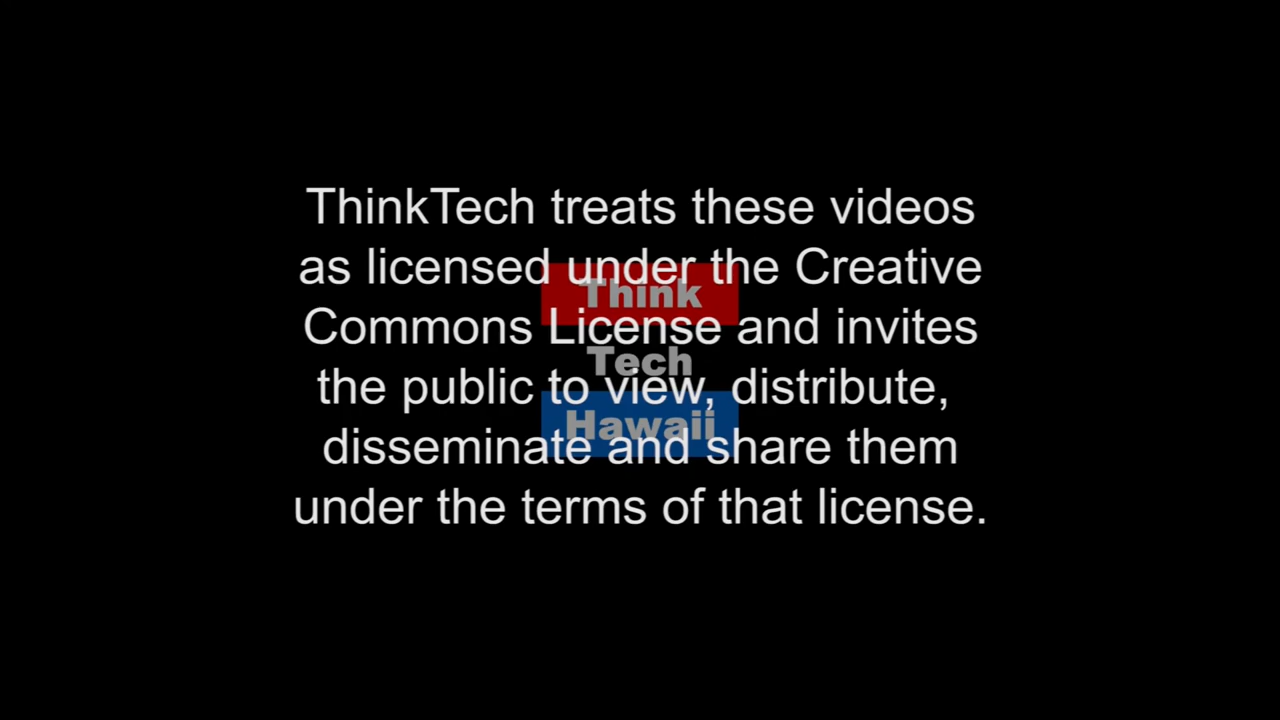 ThinkTech treats these videos
as licensed under the Creative
Think
Commons License and invites
Tech
the public to view, distribute,
Hawaii
disseminate and share them
under the terms of that license.